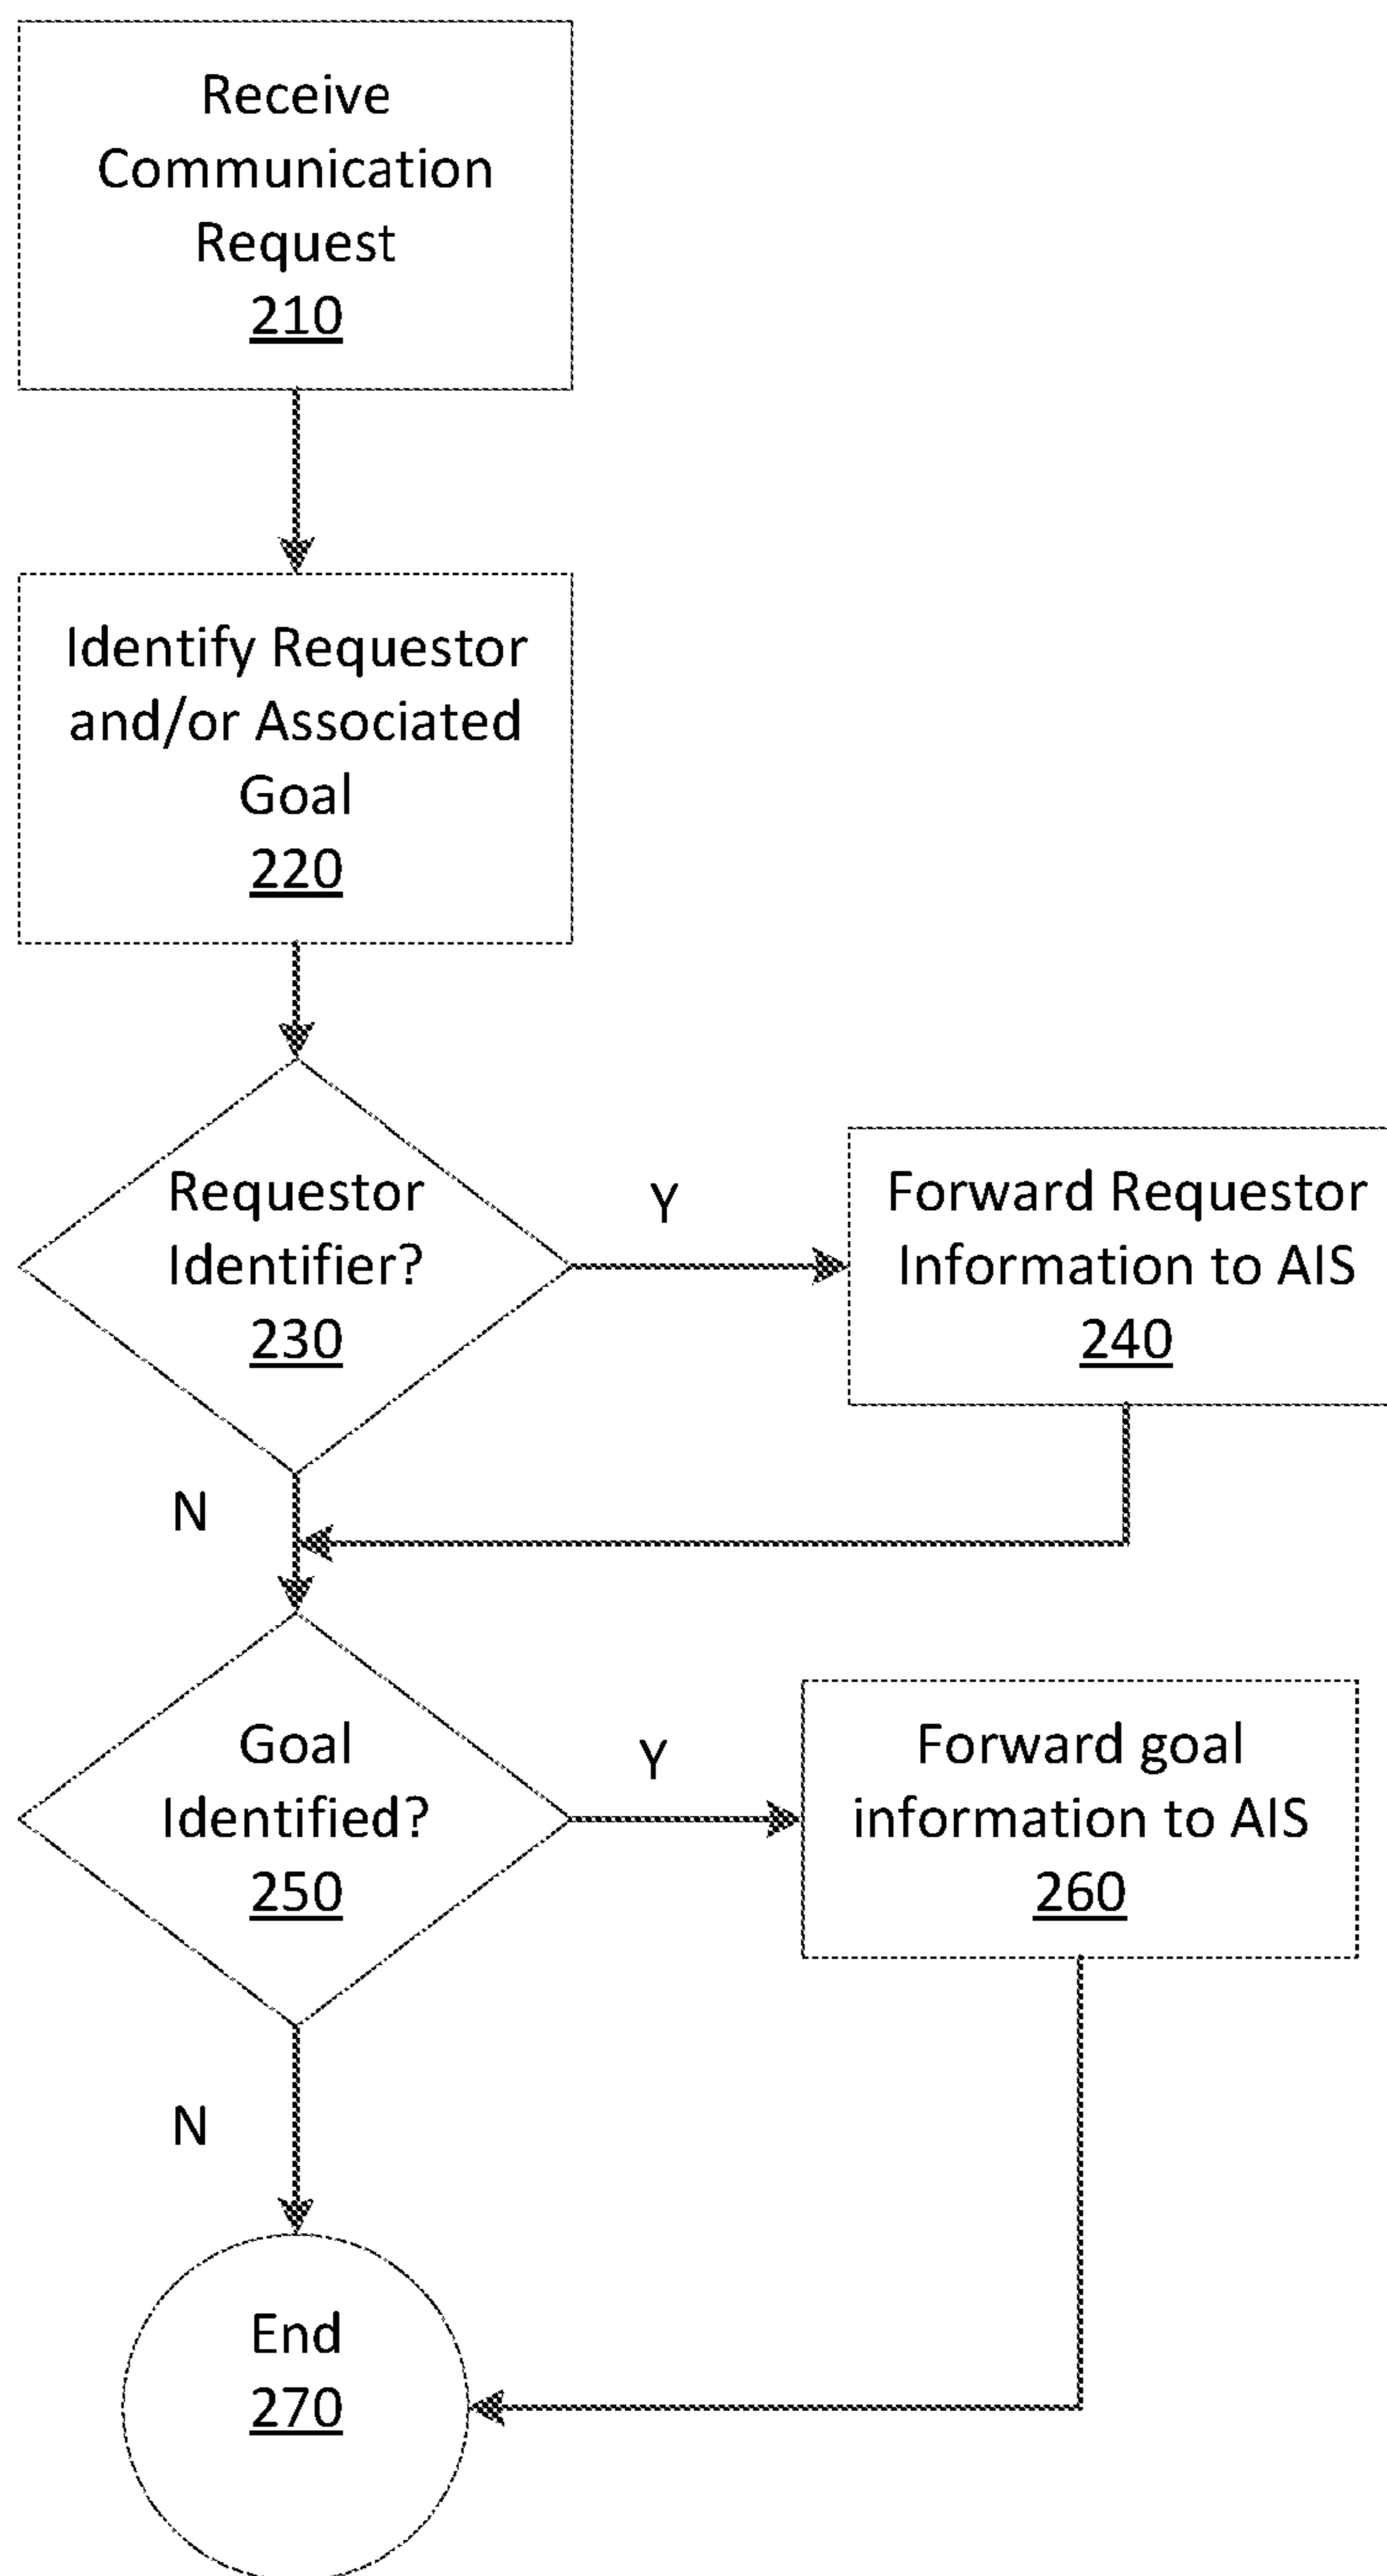 Receive
Communication
Request
210
Identify Requestor
and/or Associated
Goal
220
Requestor
Identifier?
230
Y
Forward Requestor
Information to AIS
240
N
Goal
Identified?
250
Y
Forward goal
information to AIS
260
N
End
270